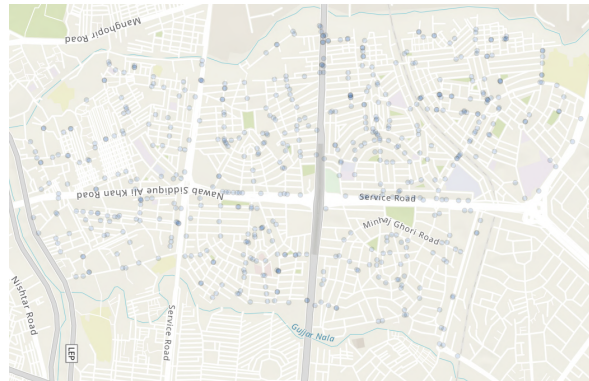 Manghopir Road
Nawab Siddique Ali Khan Road
Service Road
Minhaj Ghori Road
Nishtar Road
Service Road
Gujjar Nala
LEP